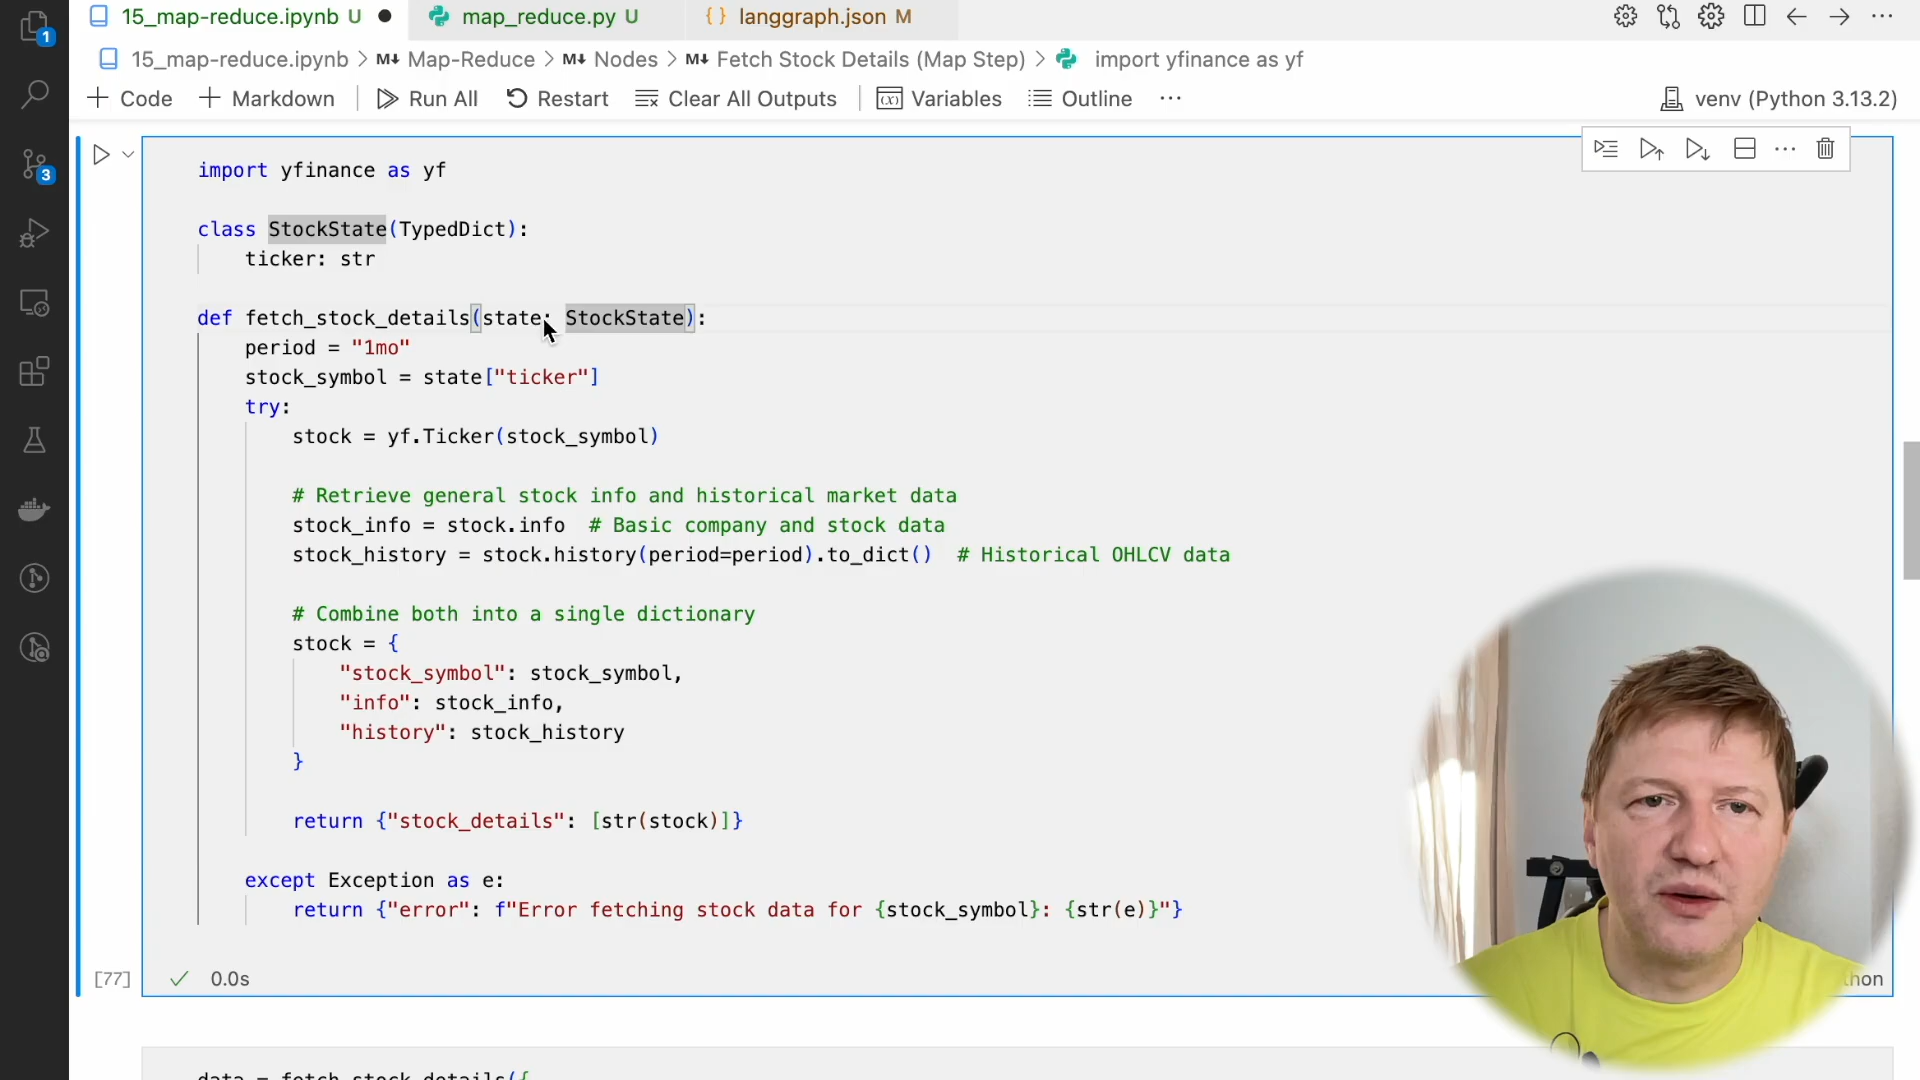 15_map-reduce.ipynb U ● map_reduce.py U {} langgraph.json M
15_map-reduce.ipynb > M↓ Map-Reduce > M↓ Nodes > M↓ Fetch Stock Details (Map Step) > import yfinance as yf
+ Code + Markdown Run All Restart Clear All Outputs Variables Outline ··· venv (Python 3.13.2)
1
3
import yfinance as yf
class StockState(TypedDict):
ticker: str
def fetch_stock_details(state: StockState):
period = "1mo"
stock_symbol = state["ticker"]
try:
stock = yf.Ticker(stock_symbol)
# Retrieve general stock info and historical market data
stock_info = stock.info # Basic company and stock data
stock_history = stock.history(period=period).to_dict() # Historical OHLCV data
# Combine both into a single dictionary
stock = {
"stock_symbol": stock_symbol,
"info": stock_info,
"history": stock_history
}
return {"stock_details": [str(stock)]}
except Exception as e:
return {"error": f"Error fetching stock data for {stock_symbol}: {str(e)}"}
[77] ✓ 0.0s
data = fetch_stock_details({